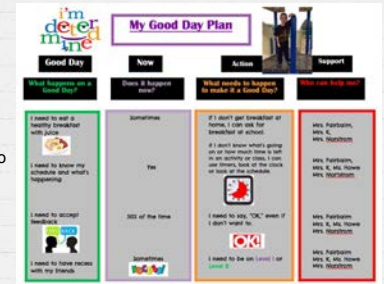 i'm
deter
mine
d
My Good Day Plan
Good Day
Now
Action
Support
What happens on a
Good Day?
Does it happen
now?
What needs to happen
to make it a Good Day?
Who can help me?
I need to eat a
healthy breakfast
with juice
Sometimes
If I don't get breakfast at
home, I can ask for
breakfast at school.
Mrs. Fairbairn,
Mrs. K,
Mrs. Norstrom
I need to know my
schedule and what's
happening
Yes
If I don't know what's going
on or how much time is left
in an activity or class, I can
use timers, look at the clock
or look at the schedule.
Mrs. Fairbairn,
Mrs. K, Ms. Howe
Mrs. Norstrom
I need to accept
feedback
50% of the time
I need to say, "OK," even if
I don't want to.
OK!
Mrs. Fairbairn
Mrs. K, Ms. Howe
Mrs. Norstrom
I need to have recess
with my friends
Sometimes
I need to be on Level 1 or
Level 2
Mrs. Fairbairn
Mrs. K, Ms. Howe
Mrs. Norstrom